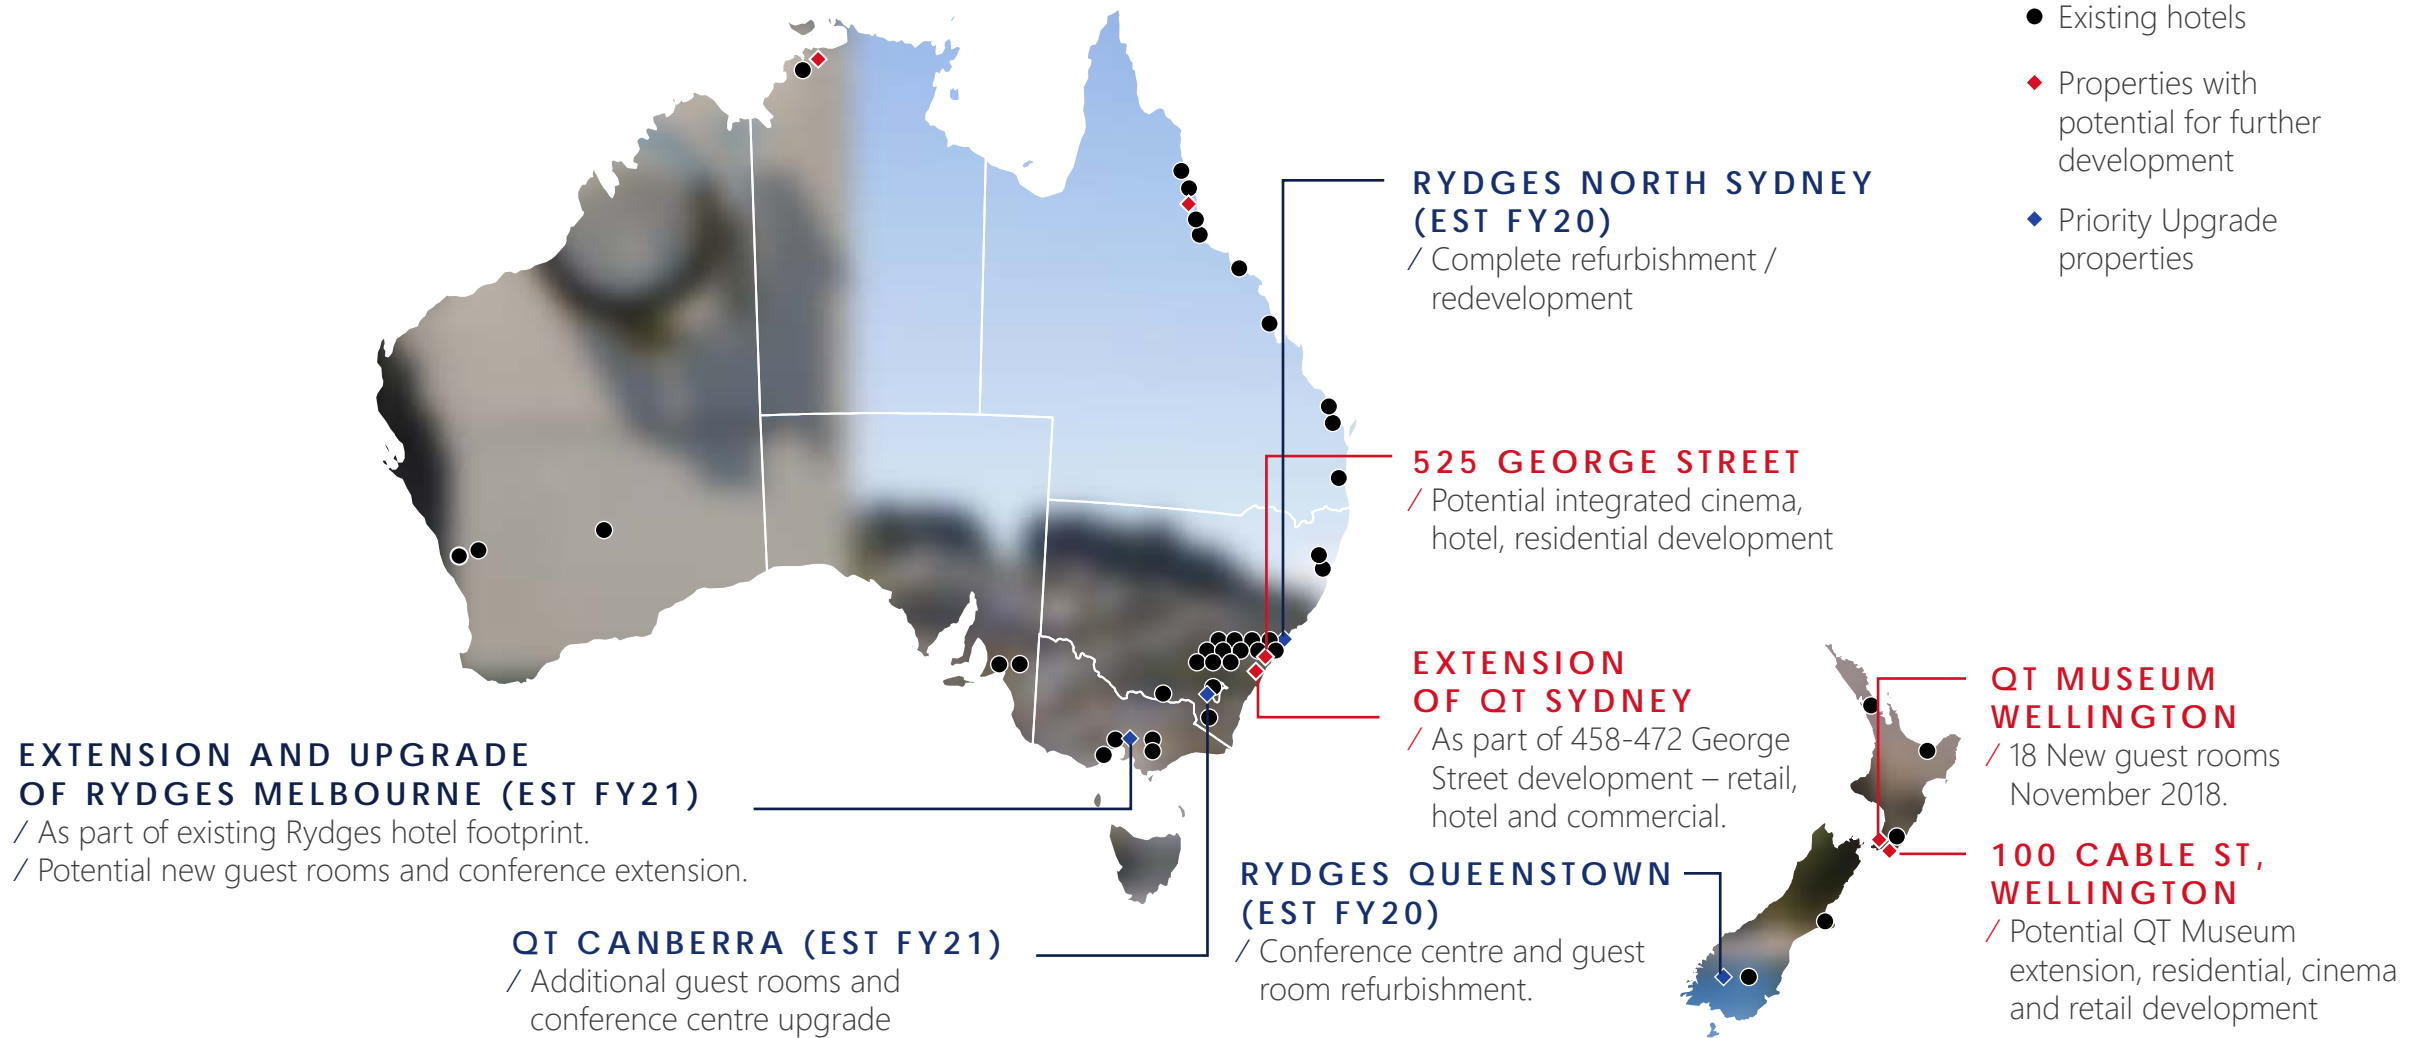 Existing hotels
Properties with
potential for further
development
Priority Upgrade
properties
RYDGES NORTH SYDNEY
(EST FY20)
/ Complete refurbishment /
redevelopment
525 GEORGE STREET
/ Potential integrated cinema,
hotel, residential development
EXTENSION
OF QT SYDNEY
/ As part of 458-472 George
Street development – retail,
hotel and commercial.
QT MUSEUM
WELLINGTON
/ 18 New guest rooms
November 2018.
100 CABLE ST,
WELLINGTON
/ Potential QT Museum
extension, residential, cinema
and retail development
EXTENSION AND UPGRADE
OF RYDGES MELBOURNE (EST FY21)
/ As part of existing Rydges hotel footprint.
/ Potential new guest rooms and conference extension.
RYDGES QUEENSTOWN
(EST FY20)
/ Conference centre and guest
room refurbishment.
QT CANBERRA (EST FY21)
/ Additional guest rooms and
conference centre upgrade